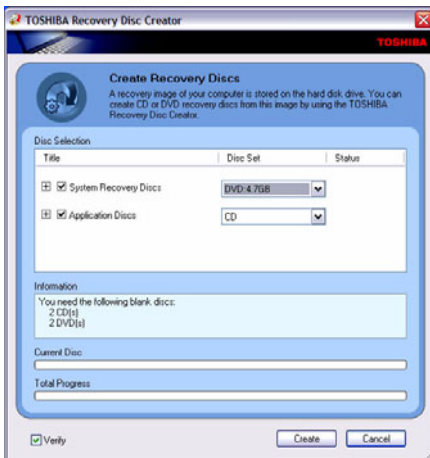 TOSHIBA Recovery Disc Creator
TOSHIBA
Create Recovery Discs
A recovery image of your computer is stored on the hard disk drive. You can
create CD or DVD recovery discs from this image by using the TOSHIBA
Recovery Disc Creator.
Disc Selection
Title Disc Set Status
System Recovery Discs DVD:4.7GB
Application Discs CD
Information
You need the following blank discs:
2 CD(s)
2 DVD(s)
Current Disc
Total Progress
Verify Create Cancel